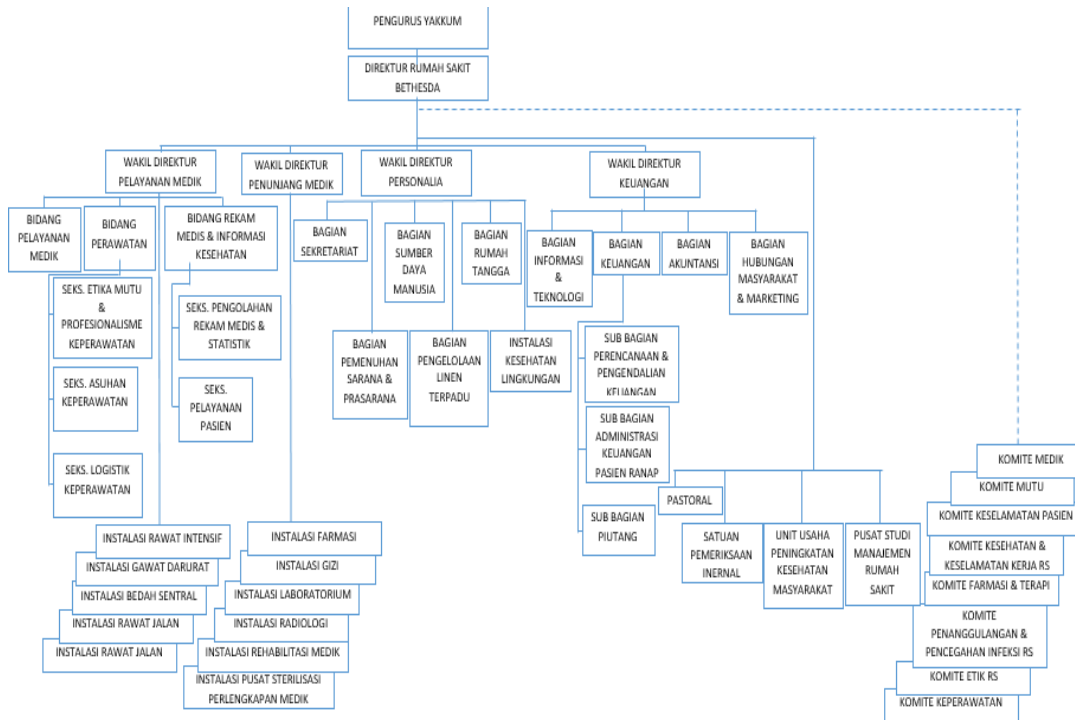 PENGURUS YAKKUM
DIREKTUR RUMAH SAKIT
BETHESDA
WAKIL DIREKTUR
PELAYANAN MEDIK
WAKIL DIREKTUR
PENUNJANG MEDIK
WAKIL DIREKTUR
PERSONALIA
WAKIL DIREKTUR
KEUANGAN
BIDANG
PELAYANAN
MEDIK
BIDANG
PERAWATAN
BIDANG REKAM
MEDIS & INFORMASI
KESEHATAN
BAGIAN
SEKRETARIAT
BAGIAN
SUMBER
DAYA
MANUSIA
BAGIAN
RUMAH
TANGGA
BAGIAN
INFORMASI
&
TEKNOLOGI
BAGIAN
KEUANGAN
BAGIAN
AKUNTANSI
BAGIAN
HUBUNGAN
MASYARAKAT
& MARKETING
SEKS. ETIKA MUTU
&
PROFESIONALISME
KEPERAWATAN
SEKS. ASUHAN
KEPERAWATAN
SEKS. LOGISTIK
KEPERAWATAN
SEKS. PENGOLAHAN
REKAM MEDIS &
STATISTIK
SEKS.
PELAYANAN
PASIEN
BAGIAN
PEMENUHAN
SARANA &
PRASARANA
BAGIAN
PENGELOLAAN
LINEN
TERPADU
INSTALASI
KESEHATAN
LINGKUNGAN
SUB BAGIAN
PERENCANAAN &
PENGENDALIAN
KEUANGAN
SUB BAGIAN
ADMINISTRASI
KEUANGAN
PASIEN RANAP
SUB BAGIAN
PIUTANG
PASTORAL
SATUAN
PEMERIKSAAN
INERNAL
UNIT USAHA
PENINGKATAN
KESEHATAN
MASYARAKAT
PUSAT STUDI
MANAJEMEN
RUMAH
SAKIT
INSTALASI RAWAT INTENSIF
INSTALASI GAWAT DARURAT
INSTALASI BEDAH SENTRAL
INSTALASI RAWAT JALAN
INSTALASI RAWAT JALAN
INSTALASI FARMASI
INSTALASI GIZI
INSTALASI LABORATORIUM
INSTALASI RADIOLOGI
INSTALASI REHABILITASI MEDIK
INSTALASI PUSAT STERILISASI
PERLENGKAPAN MEDIK
KOMITE MEDIK
KOMITE MUTU
KOMITE KESELAMATAN PASIEN
KOMITE KESEHATAN &
KESELAMATAN KERJA RS
KOMITE FARMASI & TERAPI
KOMITE
PENANGGULANGAN &
PENCEGAHAN INFEKSI RS
KOMITE ETIK RS
KOMITE KEPERAWATAN